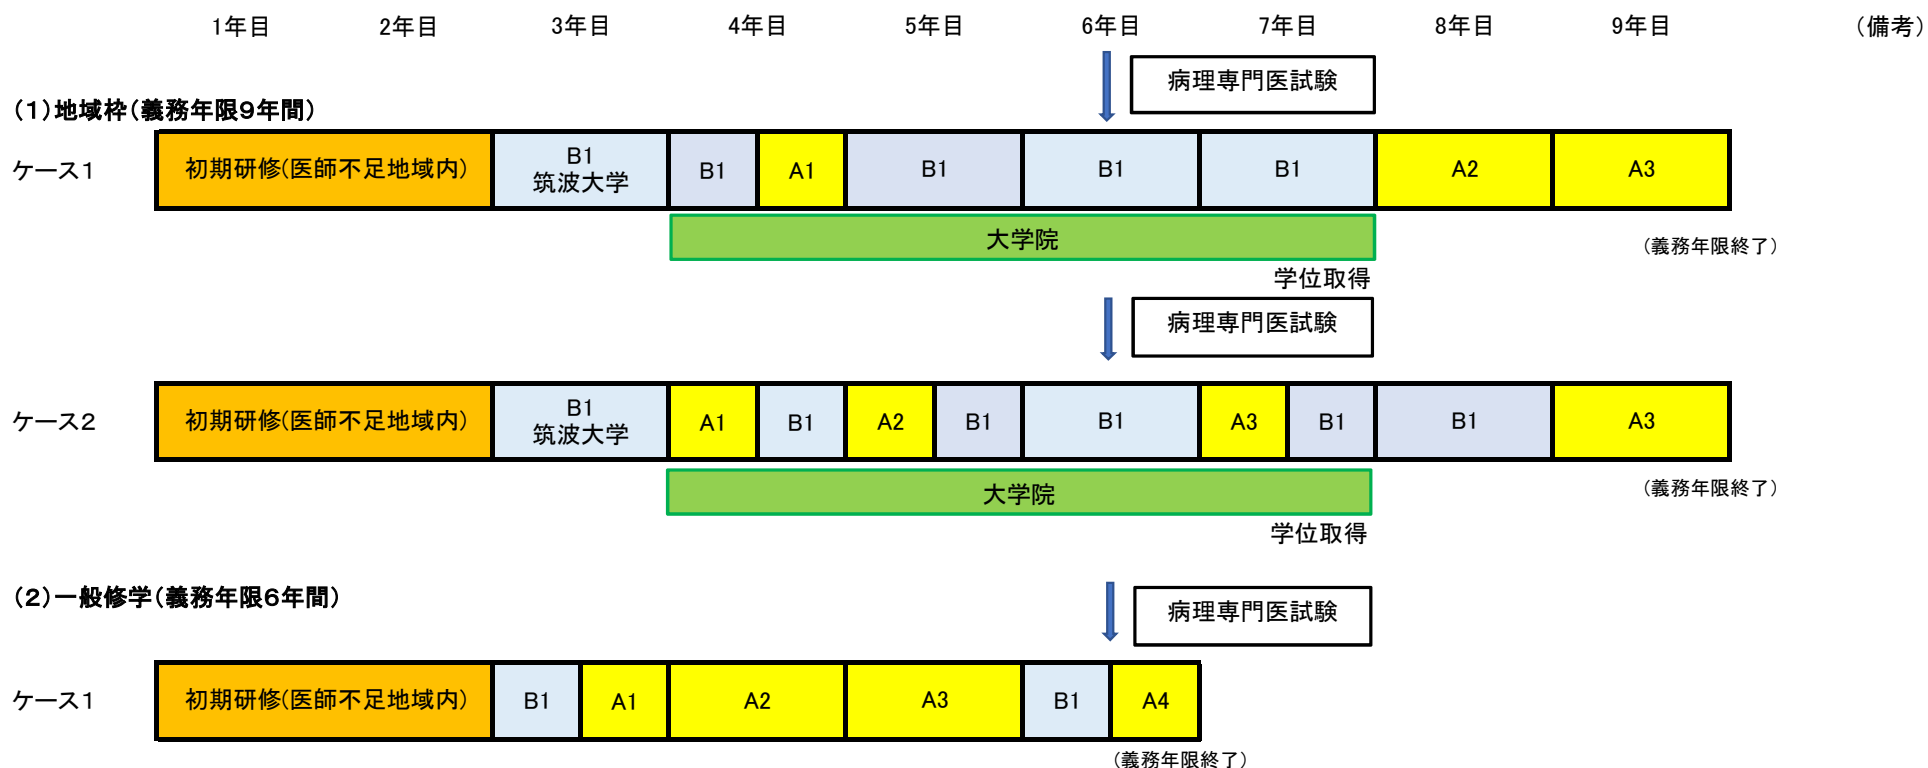 1年目 2年目 3年目 4年目 5年目 6年目 7年目 8年目 9年目 （備考）
病理専門医試験
（1）地域枠（義務年限9年間）
ケース1 初期研修(医師不足地域内) B1 筑波大学 B1 A1 B1 B1 B1 A2 A3
大学院
（義務年限終了）
学位取得
病理専門医試験
ケース2 初期研修(医師不足地域内) B1 筑波大学 A1 B1 A2 B1 B1 A3 B1 B1 A3
大学院
（義務年限終了）
学位取得
（2）一般修学（義務年限6年間）
病理専門医試験
ケース1 初期研修(医師不足地域内) B1 A1 A2 A3 B1 A4
（義務年限終了）